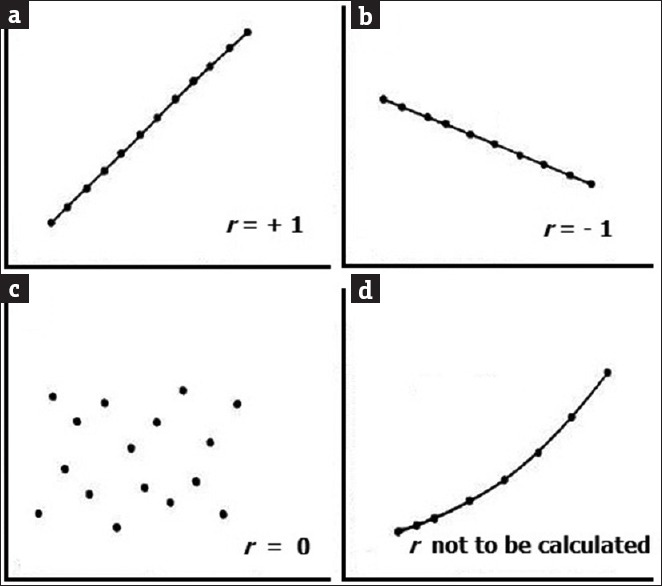 a
r = + 1
b
r = - 1
c
r = 0
d
r not to be calculated